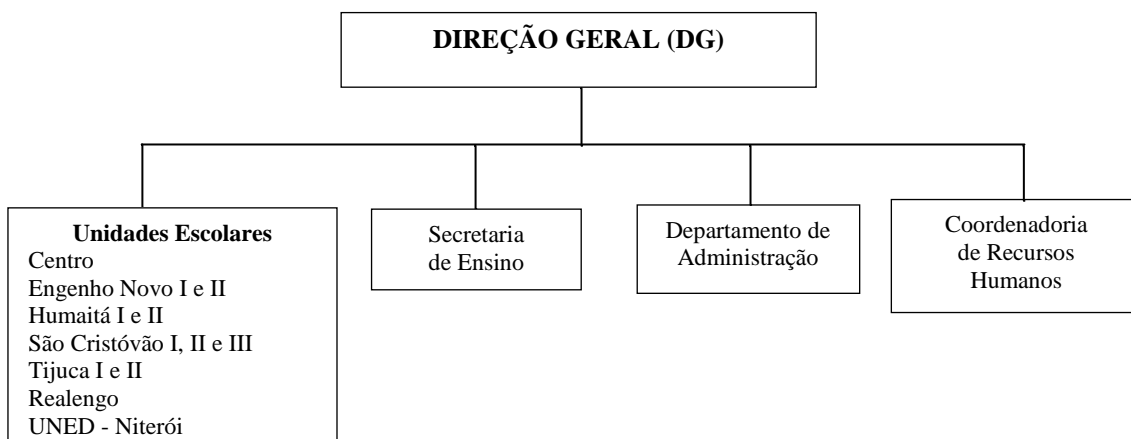 DIREÇÃO GERAL (DG)
Unidades Escolares
Centro
Engenho Novo I e II
Humaitá I e II
São Cristóvão I, II e III
Tijuca I e II
Realengo
UNED - Niterói
Secretaria
de Ensino
Departamento de
Administração
Coordenadoria
de Recursos
Humanos